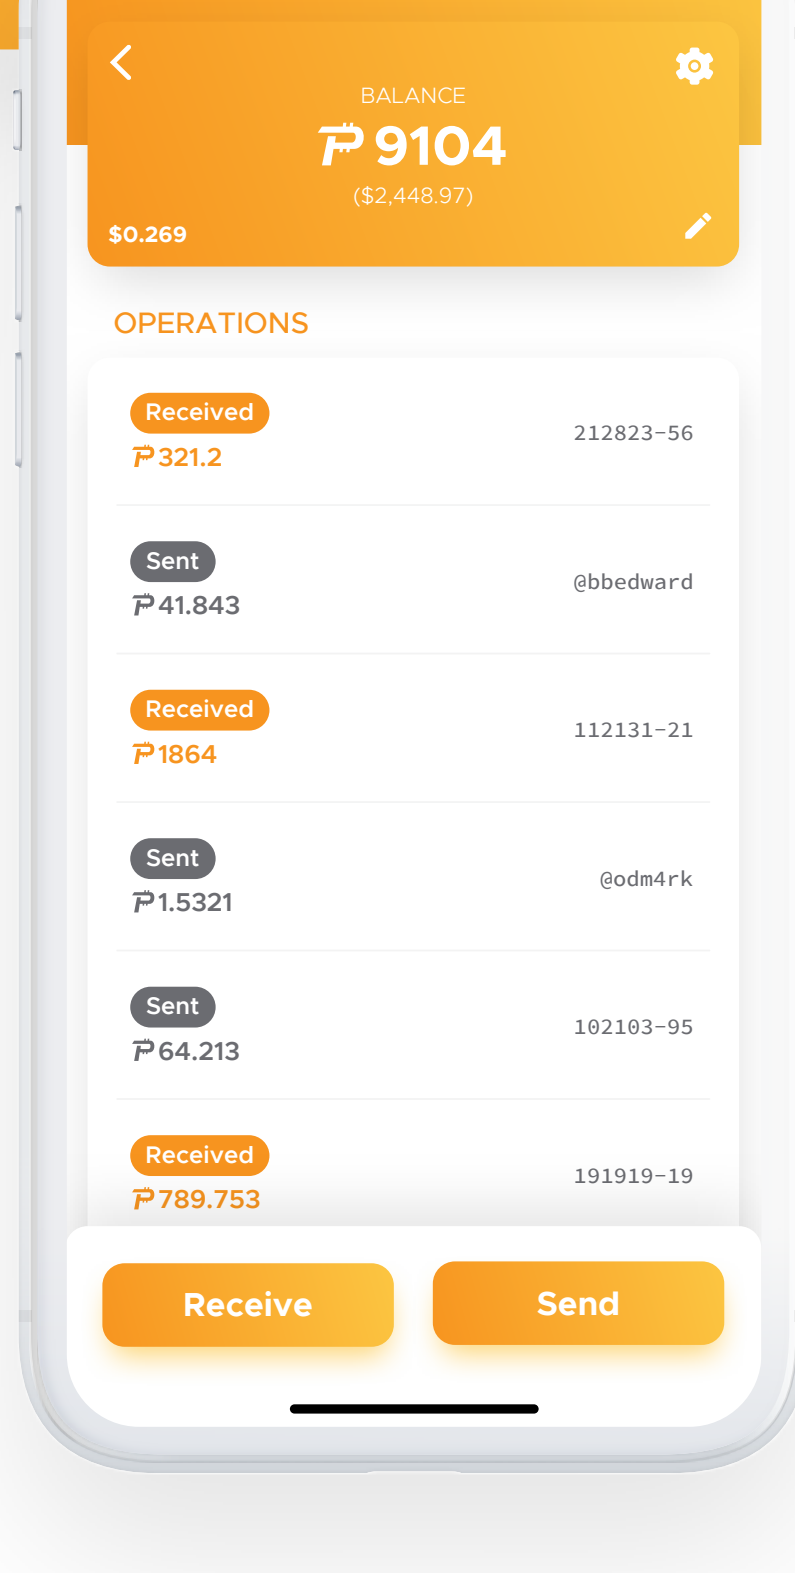 BALANCE
9104
($2,448.97)
$0.269
OPERATIONS
Received
321.2
212823-56
Sent
41.843
@bbedward
Received
1864
112131-21
Sent
1.5321
@odm4rk
Sent
64.213
102103-95
Received
789.753
191919-19
Receive
Send